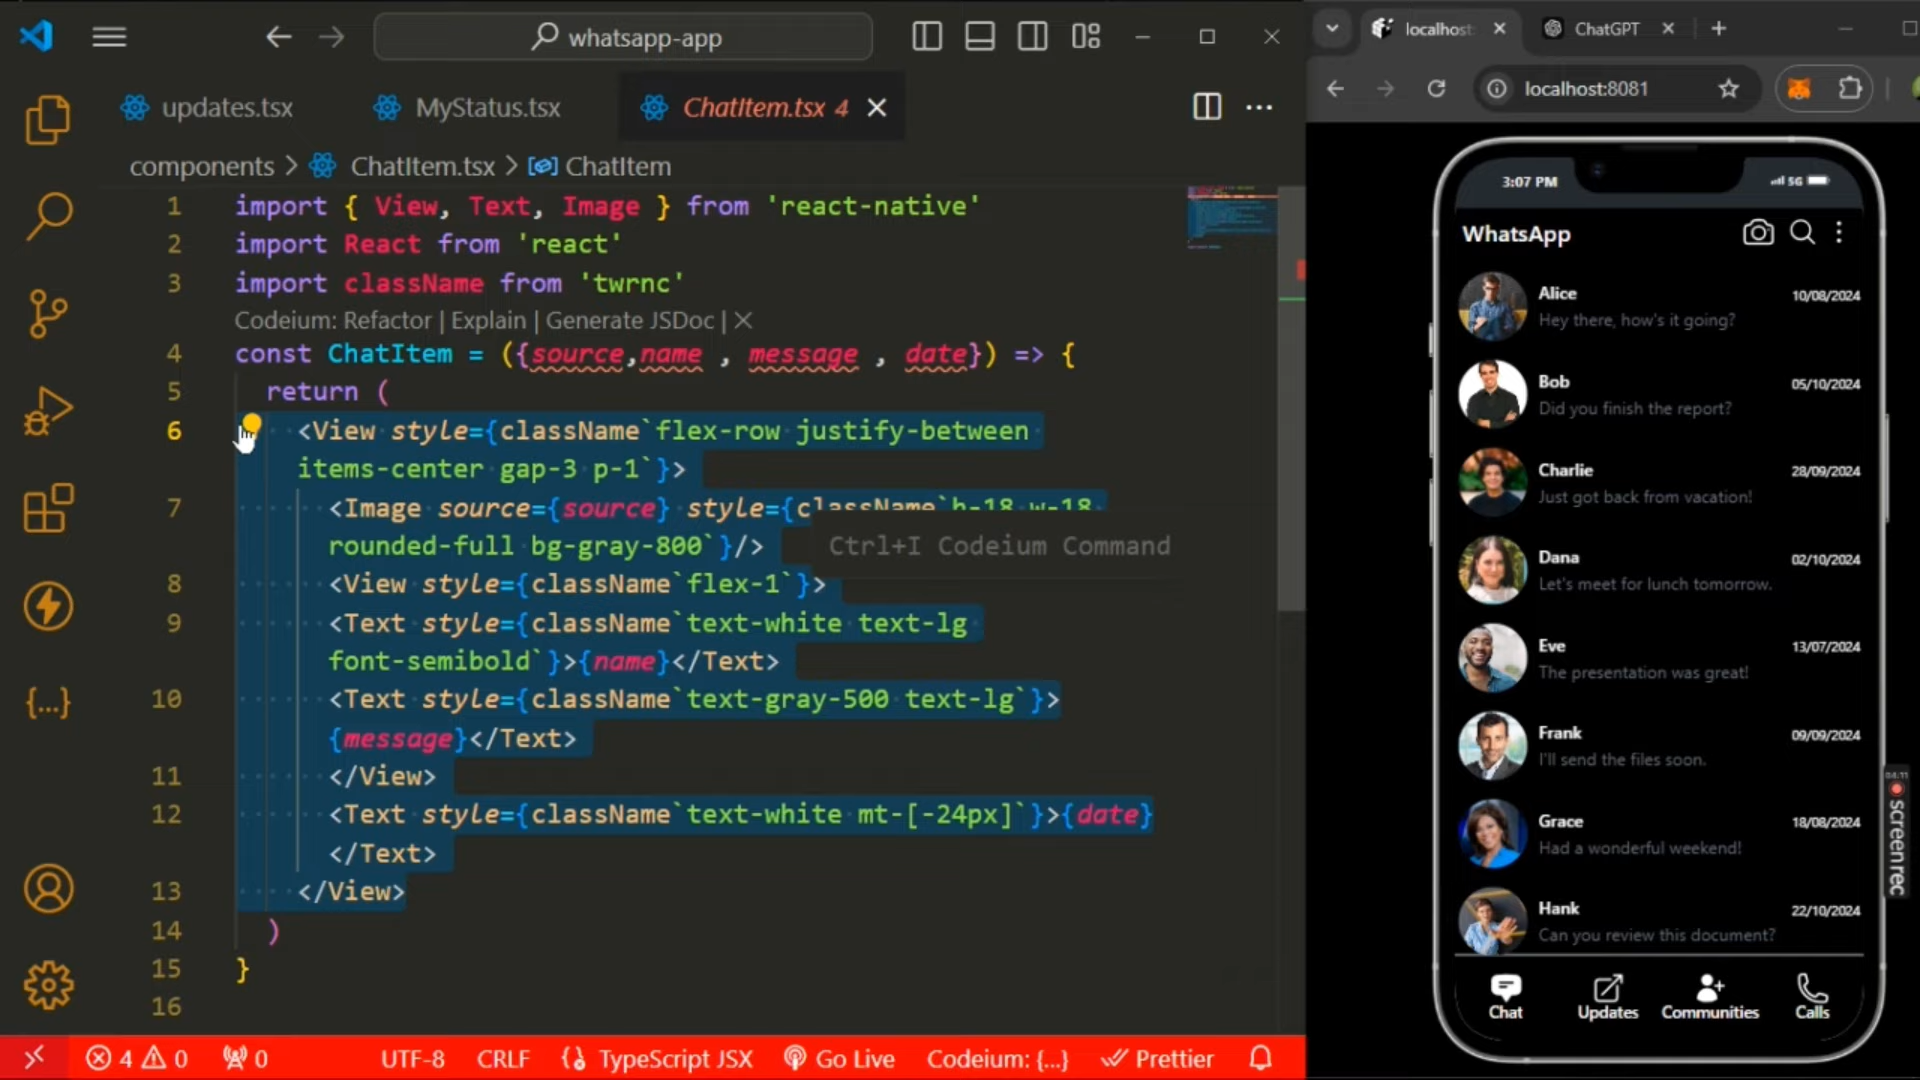 whatsapp-app
updates.tsx
MyStatus.tsx
ChatItem.tsx 4
components > ChatItem.tsx > ChatItem
1 import { View, Text, Image } from 'react-native'
2 import React from 'react'
3 import className from 'twrnc'
Codeium: Refactor | Explain | Generate JSDoc | ×
4 const ChatItem = ({source,name , message , date}) => {
5 return (
6 <View style={className`flex-row justify-between
items-center gap-3 p-1`}>
7 <Image source={source} style={className`h-18 w-18
rounded-full bg-gray-800`}/>
Ctrl+I Codeium Command
8 <View style={className`flex-1`}>
9 <Text style={className`text-white text-lg
font-semibold`}>{name}</Text>
10 <Text style={className`text-gray-500 text-lg`}>
{message}</Text>
11 </View>
12 <Text style={className`text-white mt-[-24px]`}>{date}
</Text>
13 </View>
14 )
15 }
16
4 0 0 UTF-8 CRLF TypeScript JSX Go Live Codeium: {...} Prettier
localhost:
ChatGPT
localhost:8081
3:07 PM
5G
WhatsApp
Alice 10/08/2024
Hey there, how's it going?
Bob 05/10/2024
Did you finish the report?
Charlie 28/09/2024
Just got back from vacation!
Dana 02/10/2024
Let's meet for lunch tomorrow.
Eve 13/07/2024
The presentation was great!
Frank 09/09/2024
I'll send the files soon.
Grace 18/08/2024
Had a wonderful weekend!
Hank 22/10/2024
Can you review this document?
Chat Updates Communities Calls
04:11
screenrec